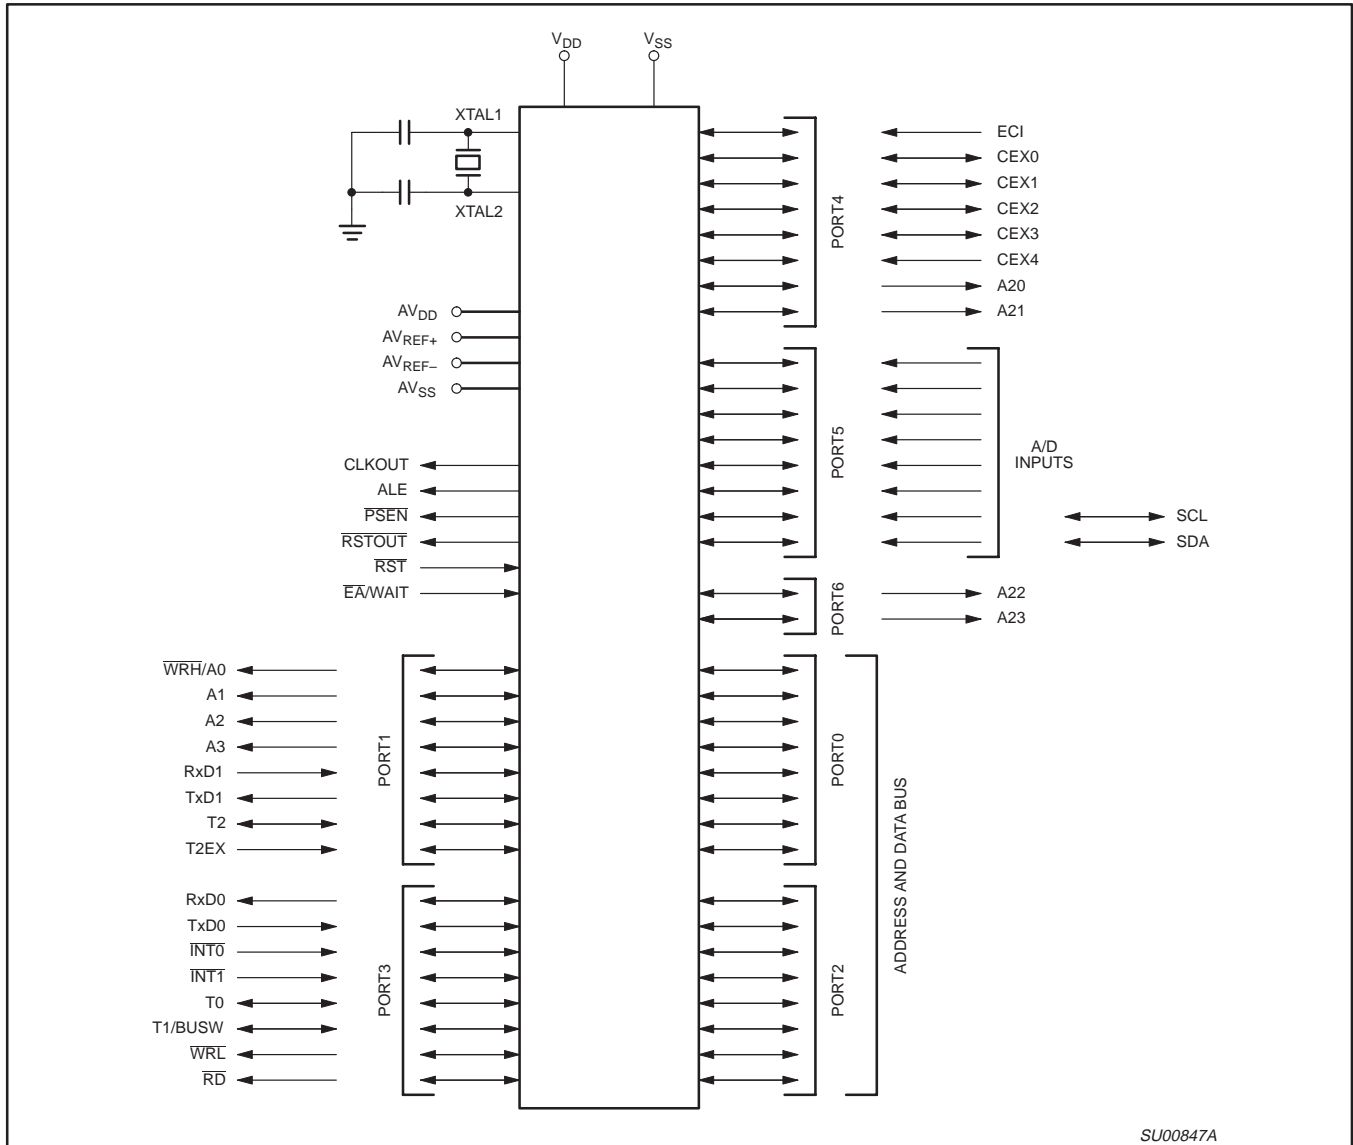 VDD
VSS
XTAL1
XTAL2
AVDD
AVREF+
AVREF–
AVSS
CLKOUT
ALE
PSEN
RSTOUT
RST
EA/WAIT
WRH/A0
A1
A2
A3
RxD1
TxD1
T2
T2EX
PORT1
RxD0
TxD0
INT0
INT1
T0
T1/BUSW
WRL
RD
PORT3
PORT4
ECI
CEX0
CEX1
CEX2
CEX3
CEX4
A20
A21
PORT5
A/D
INPUTS
SCL
SDA
PORT6
A22
A23
PORT0
PORT2
ADDRESS AND DATA BUS
SU00847A